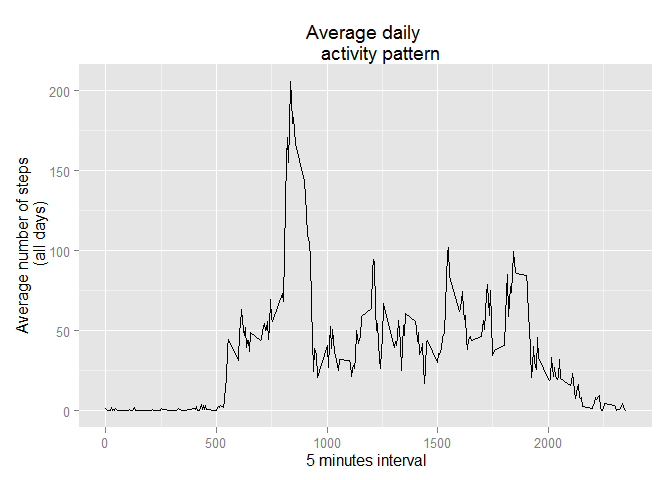 Average daily
activity pattern
200
150
100
50
0
Average number of steps
(all days)
0 500 1000 1500 2000
5 minutes interval